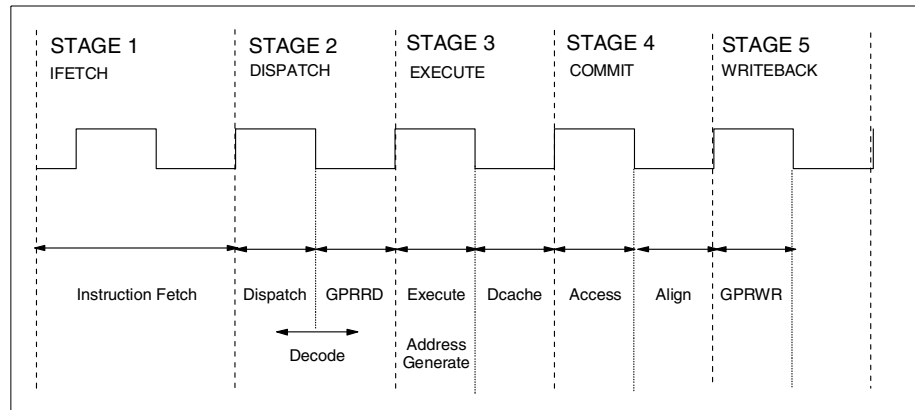 STAGE 1
STAGE 2
STAGE 3
STAGE 4
STAGE 5
IFETCH
DISPATCH
EXECUTE
COMMIT
WRITEBACK
Instruction Fetch
Dispatch
GPRRD
Execute
Dcache
Access
Align
GPRWR
Decode
Address
Generate